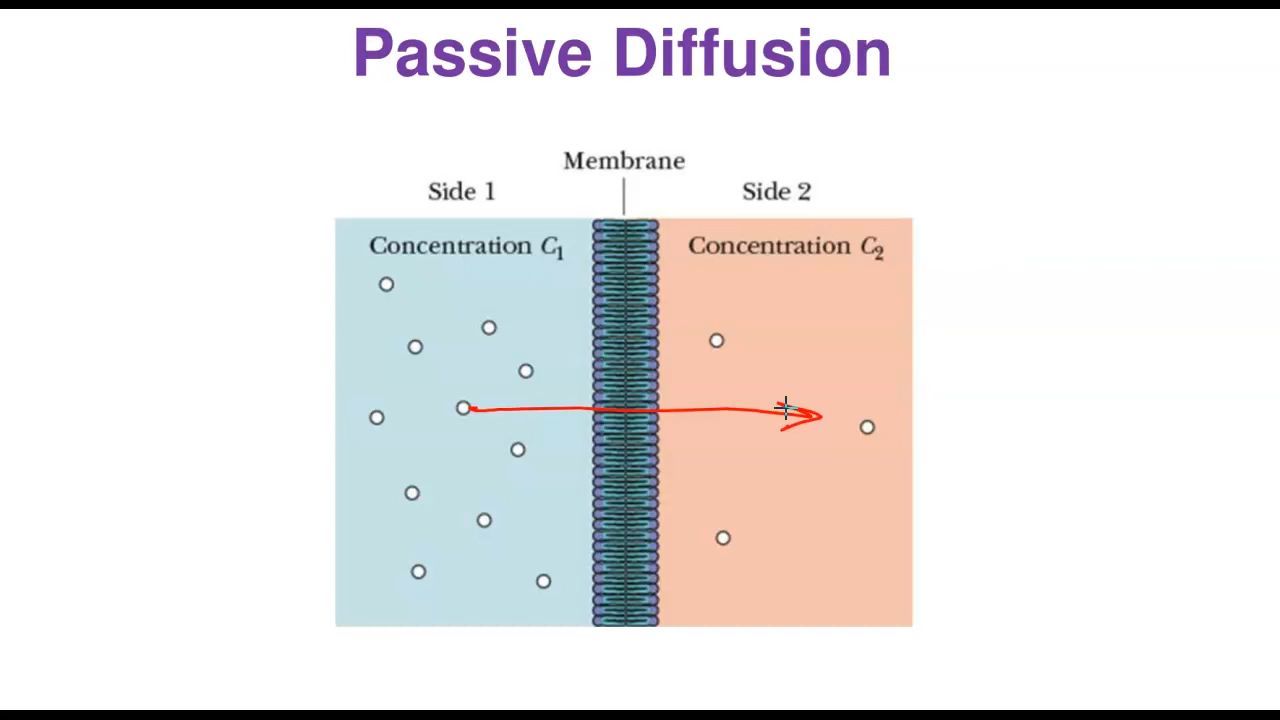 Passive Diffusion
Membrane
Side 1
Side 2
Concentration C₁
Concentration C₂